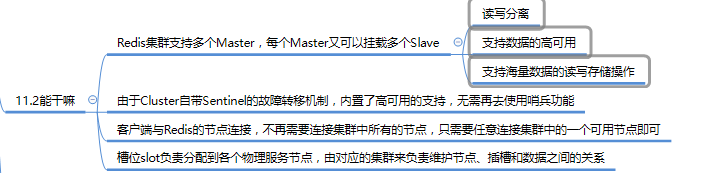 读写分离
Redis集群支持多个Master，每个Master又可以挂载多个Slave
支持数据的高可用
支持海量数据的读写存储操作
11.2能干嘛
由于Cluster自带Sentinel的故障转移机制，内置了高可用的支持，无需再去使用哨兵功能
客户端与Redis的节点连接，不再需要连接集群中所有的节点，只需要任意连接集群中的一个可用节点即可
槽位slot负责分配到各个物理服务节点，由对应的集群来负责维护节点、插槽和数据之间的关系